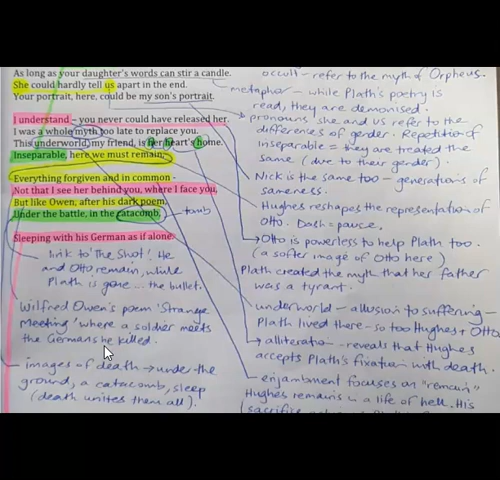 As long as your daughter's words can stir a candle.
She could hardly tell us apart in the end.
Your portrait, here, could be my son's portrait.
I understand – you never could have released her.
I was a whole myth too late to replace you.
This underworld, my friend, is her heart's home.
Inseparable, here we must remain,
Everything forgiven and in common -
Not that I see her behind you, where I face you,
But like Owen, after his dark poem,
Under the battle, in the catacomb,
Sleeping with his German as if alone.
tomb
link to 'The Shot'. He
and Otto remain, while
Plath is gone ... the bullet.
Wilfred Owen's poem 'Strange
Meeting' where a soldier meets
the Germans he killed.
images of death → under the
ground, a catacomb, sleep
(death unites them all).
occult - refer to the myth of Orpheus.
metaphor - while Plath's poetry is
read, they are demonised.
pronouns she and us refer to the
differences of gender. Repetition of
inseparable = they are treated the
same (due to their gender).
Nick is the same too - generations of
sameness.
Hughes reshapes the representation of
Otto. Dash = pause.
Otto is powerless to help Plath too.
(a softer image of Otto here)
Plath created the myth that her father
was a tyrant.
underworld - allusion to suffering -
Plath lived there - so too Hughes + Otto
alliteration - reveals that Hughes
accepts Plath's fixation with death.
enjambment focuses on "remain"
Hughes remains in a life of hell. His
(sacrifice